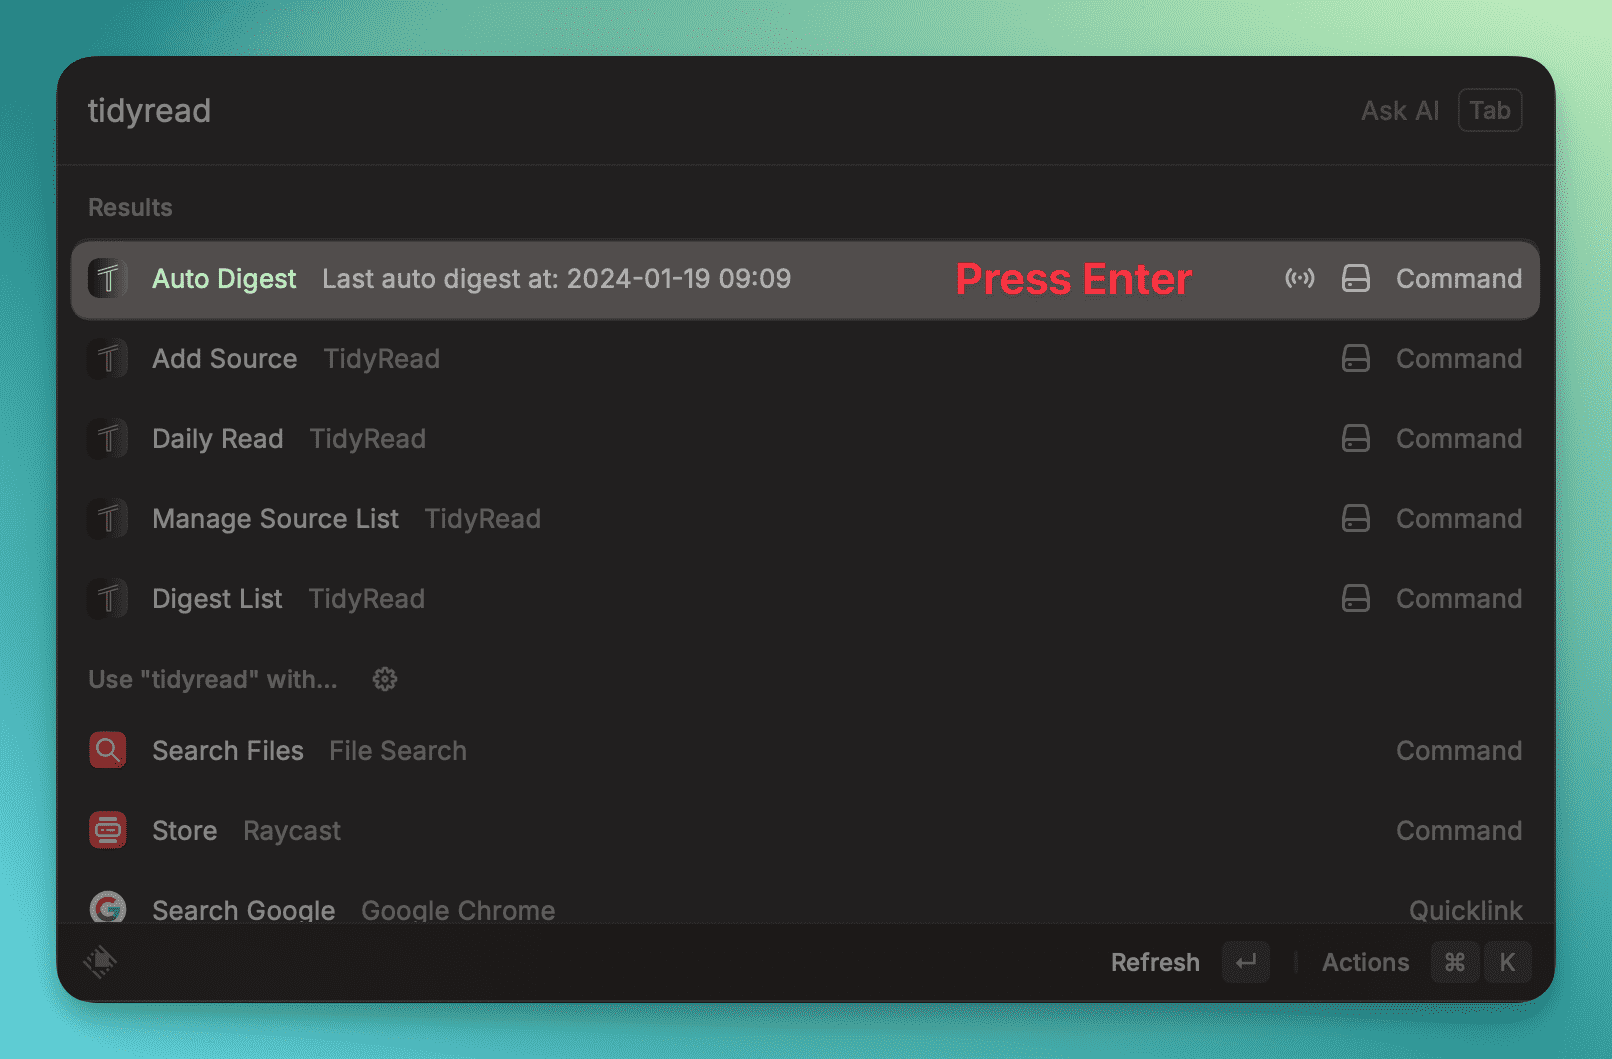 tidyread Ask AI Tab
Results
Auto Digest Last auto digest at: 2024-01-19 09:09 Press Enter Command
Add Source TidyRead Command
Daily Read TidyRead Command
Manage Source List TidyRead Command
Digest List TidyRead Command
Use "tidyread" with...
Search Files File Search Command
Store Raycast Command
Search Google Google Chrome Quicklink
Refresh ↵ Actions ⌘ K